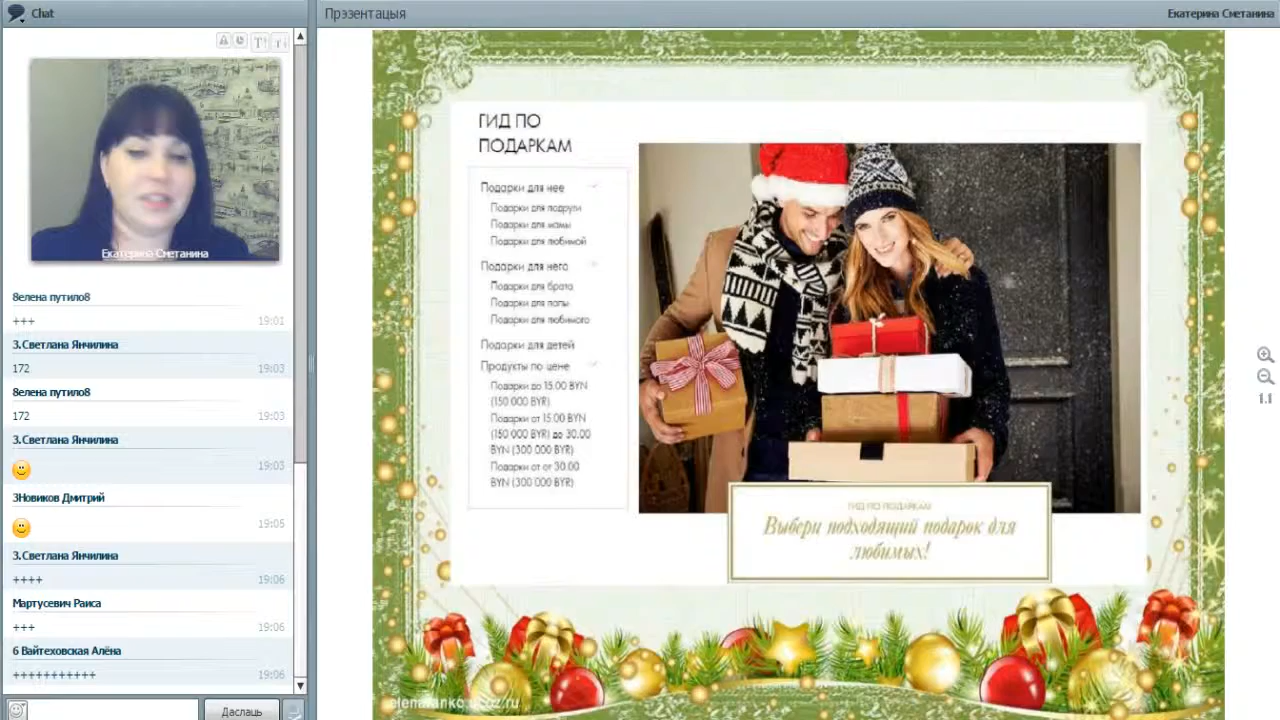 Chat
Екатерина Сметанина
8елена путило8
+++
19:01
3.Светлана Янчилина
172
19:03
8елена путило8
172
19:03
3.Светлана Янчилина
19:03
3Новиков Дмитрий
19:05
3.Светлана Янчилина
++++
19:06
Мартусевич Раиса
+++
19:06
6 Вайтеховская Алёна
+++++++++++
19:06
Даслаць
Прэзентацыя
Екатерина Сметанина
ГИД ПО
ПОДАРКАМ
Подарки для нее
Подарки для подруги
Подарки для мамы
Подарки для любимой
Подарки для него
Подарки для брата
Подарки для папы
Подарки для любимого
Подарки для детей
Продукты по цене
Подарки до 15.00 BYN
(150 000 BYR)
Подарки от 15.00 BYN
(150 000 BYR) до 30.00
BYN (300 000 BYR)
Подарки от от 30.00
BYN (300 000 BYR)
ГИД ПО ПОДАРКАМ
Выбери подходящий подарок для
любимых!
1:1